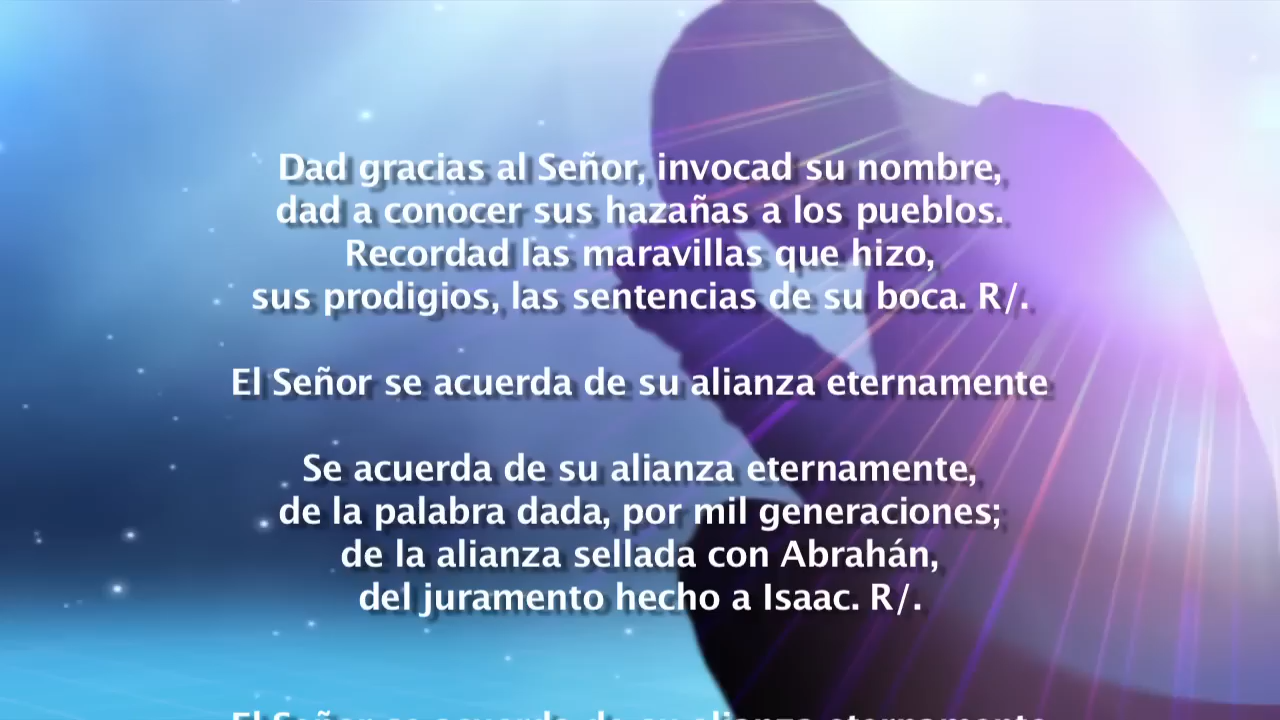 Dad gracias al Señor, invocad su nombre,
dad a conocer sus hazañas a los pueblos.
Recordad las maravillas que hizo,
sus prodigios, las sentencias de su boca. R/.
El Señor se acuerda de su alianza eternamente
Se acuerda de su alianza eternamente,
de la palabra dada, por mil generaciones;
de la alianza sellada con Abrahán,
del juramento hecho a Isaac. R/.
El Señor se acuerda de su alianza eternamente